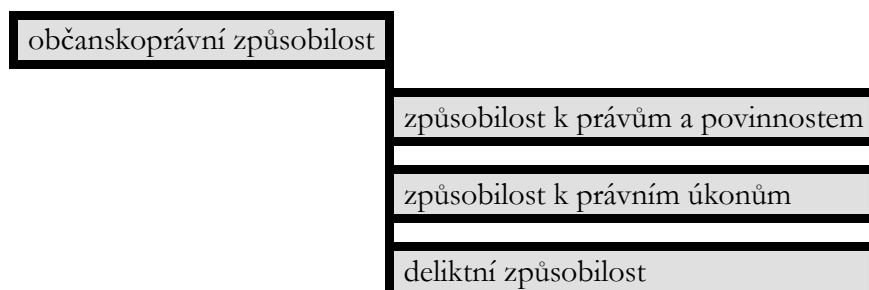 občanskoprávní způsobilost
způsobilost k právům a povinnostem
způsobilost k právním úkonům
deliktní způsobilost